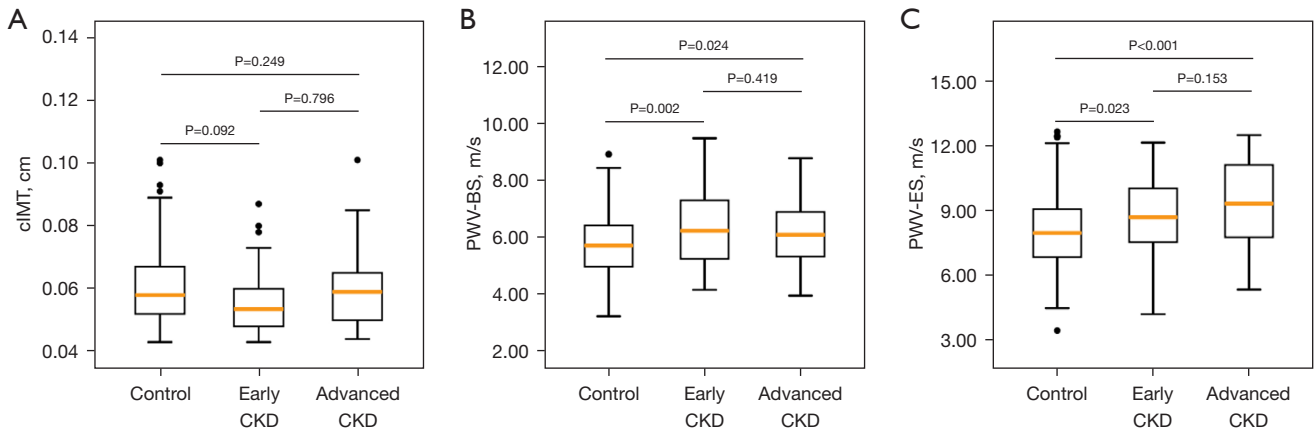 A
cIMT, cm
0.14
0.12
0.10
0.08
0.06
0.04
P=0.249
P=0.796
P=0.092
Control
Early
CKD
Advanced
CKD
B
PWV-BS, m/s
12.00
10.00
8.00
6.00
4.00
2.00
P=0.024
P=0.419
P=0.002
Control
Early
CKD
Advanced
CKD
C
PWV-ES, m/s
15.00
12.00
9.00
6.00
3.00
P<0.001
P=0.153
P=0.023
Control
Early
CKD
Advanced
CKD